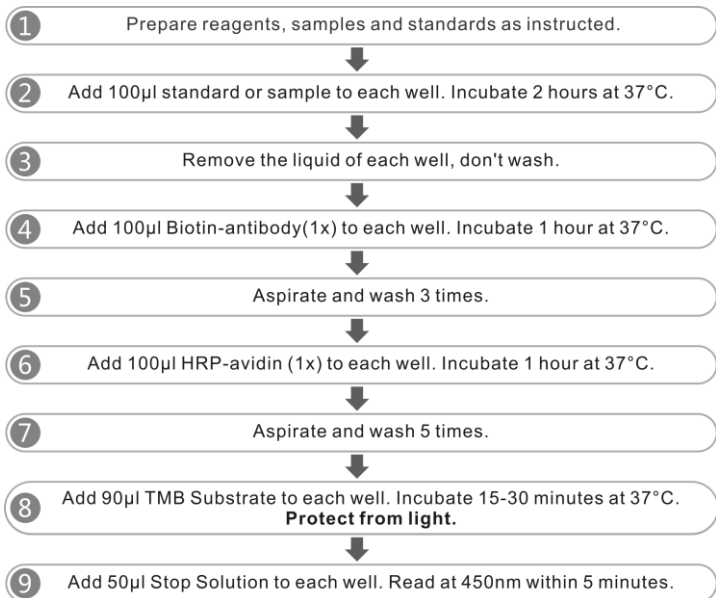 1 Prepare reagents, samples and standards as instructed.
2 Add 100μl standard or sample to each well. Incubate 2 hours at 37°C.
3 Remove the liquid of each well, don't wash.
4 Add 100μl Biotin-antibody(1x) to each well. Incubate 1 hour at 37°C.
5 Aspirate and wash 3 times.
6 Add 100μl HRP-avidin (1x) to each well. Incubate 1 hour at 37°C.
7 Aspirate and wash 5 times.
8 Add 90μl TMB Substrate to each well. Incubate 15-30 minutes at 37°C.
Protect from light.
9 Add 50μl Stop Solution to each well. Read at 450nm within 5 minutes.